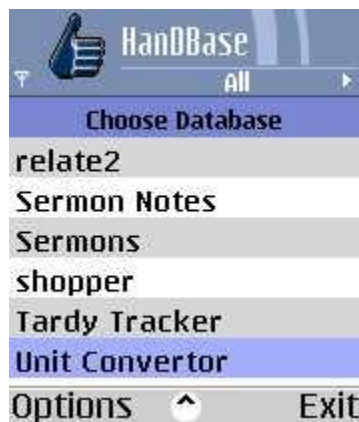 HanDBase
All
Choose Database
relate2
Sermon Notes
Sermons
shopper
Tardy Tracker
Unit Convertor
Options Exit